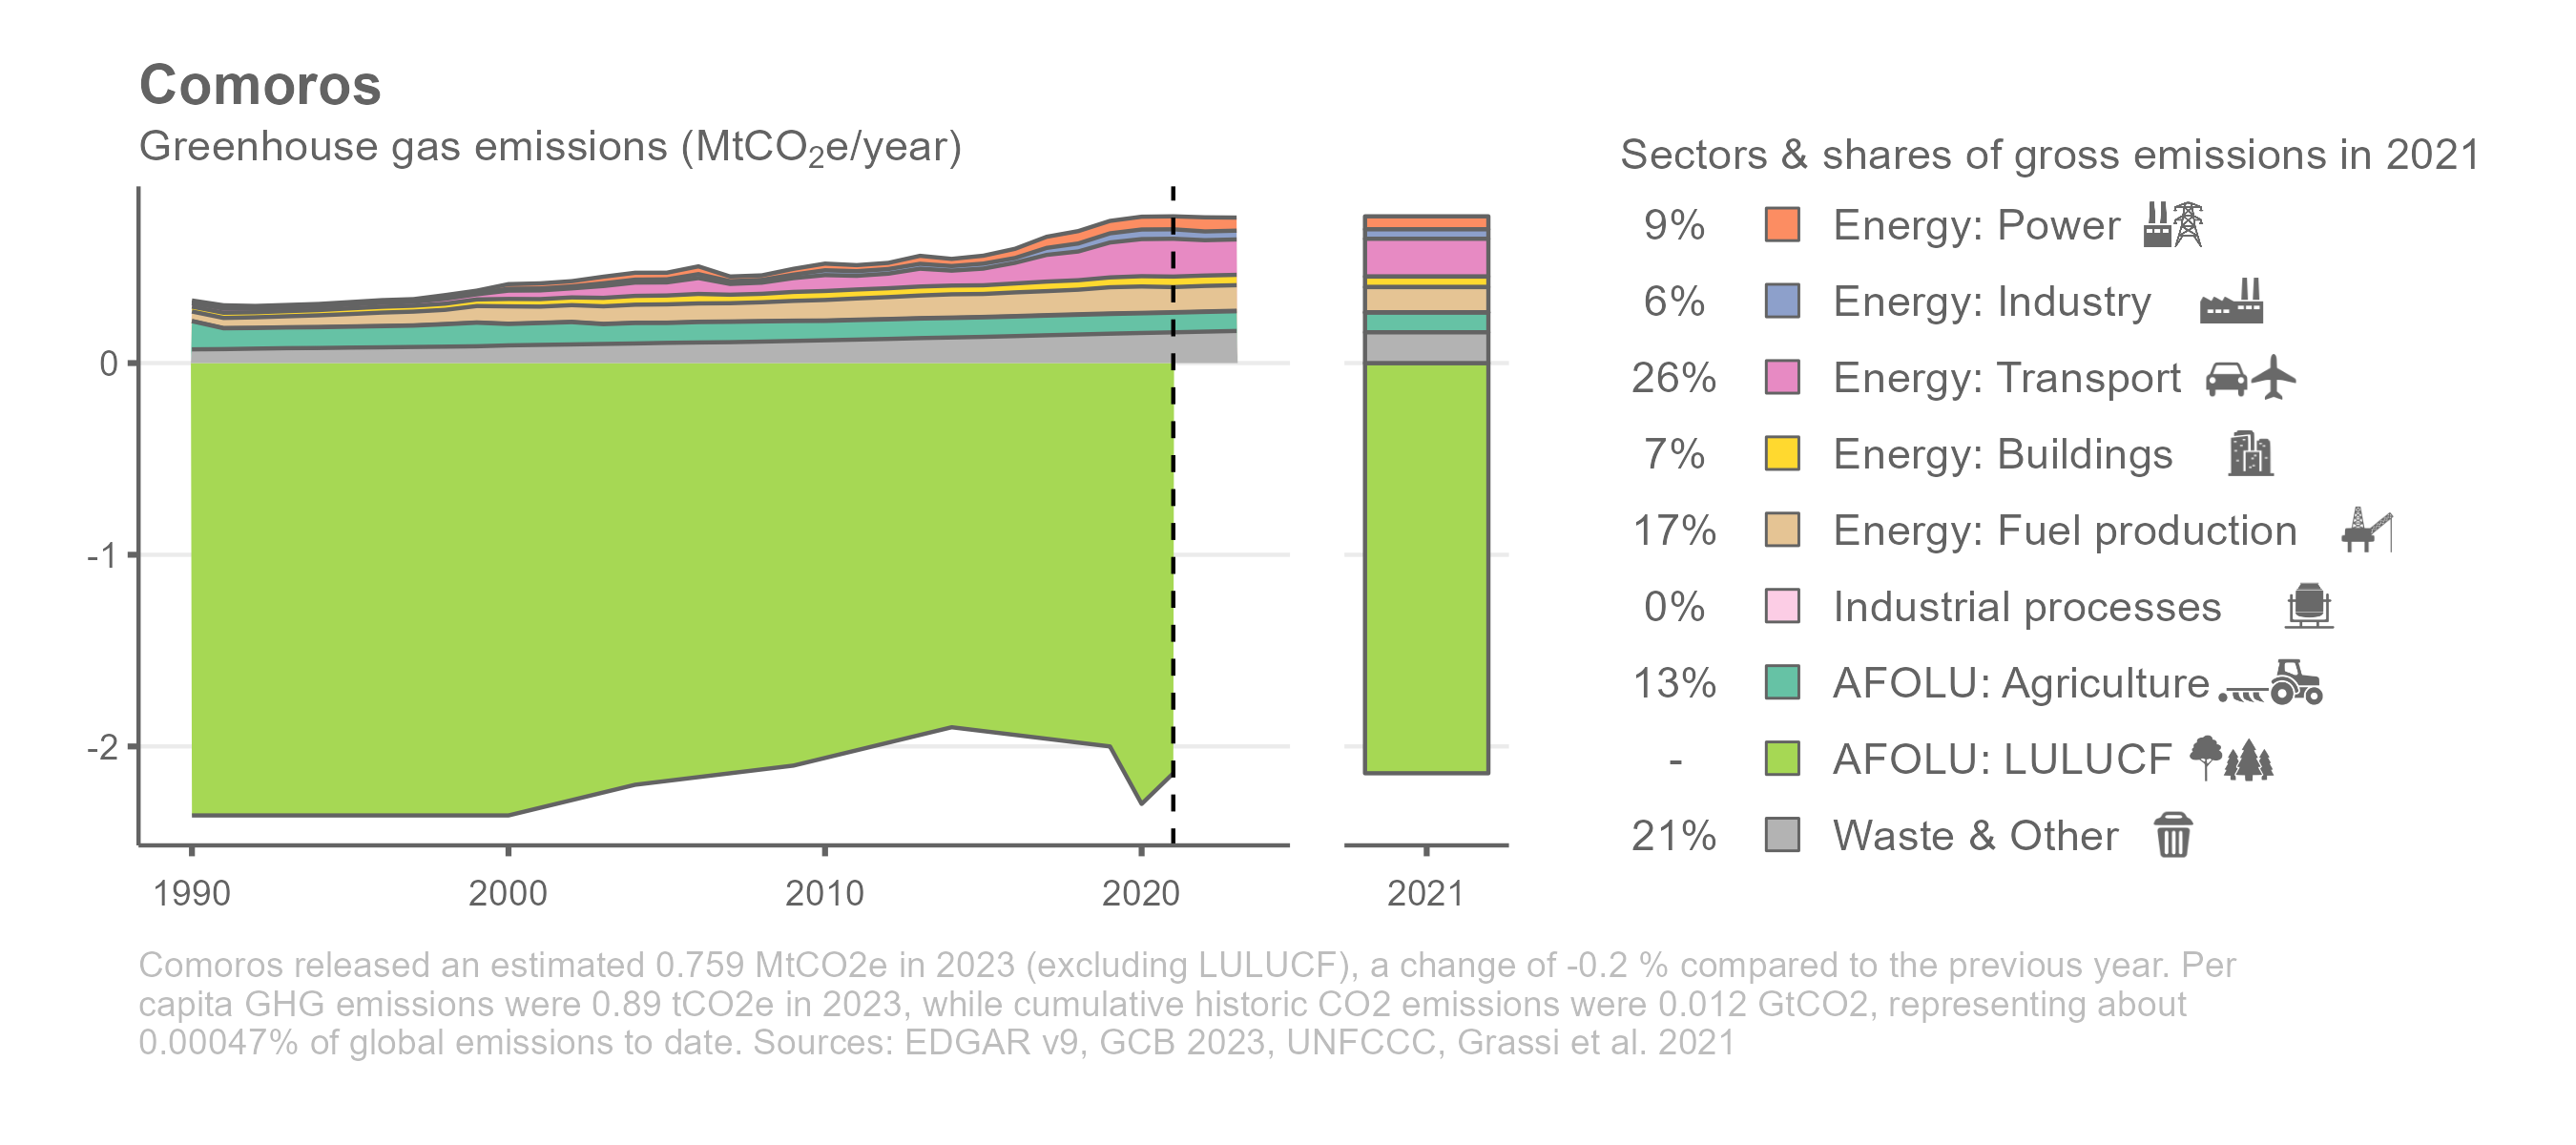 Comoros
Greenhouse gas emissions (MtCO₂e/year)
0
-1
-2
1990
2000
2010
2020
2021
Sectors & shares of gross emissions in 2021
9% Energy: Power
6% Energy: Industry
26% Energy: Transport
7% Energy: Buildings
17% Energy: Fuel production
0% Industrial processes
13% AFOLU: Agriculture
- AFOLU: LULUCF
21% Waste & Other
Comoros released an estimated 0.759 MtCO2e in 2023 (excluding LULUCF), a change of -0.2 % compared to the previous year. Per
capita GHG emissions were 0.89 tCO2e in 2023, while cumulative historic CO2 emissions were 0.012 GtCO2, representing about
0.00047% of global emissions to date. Sources: EDGAR v9, GCB 2023, UNFCCC, Grassi et al. 2021